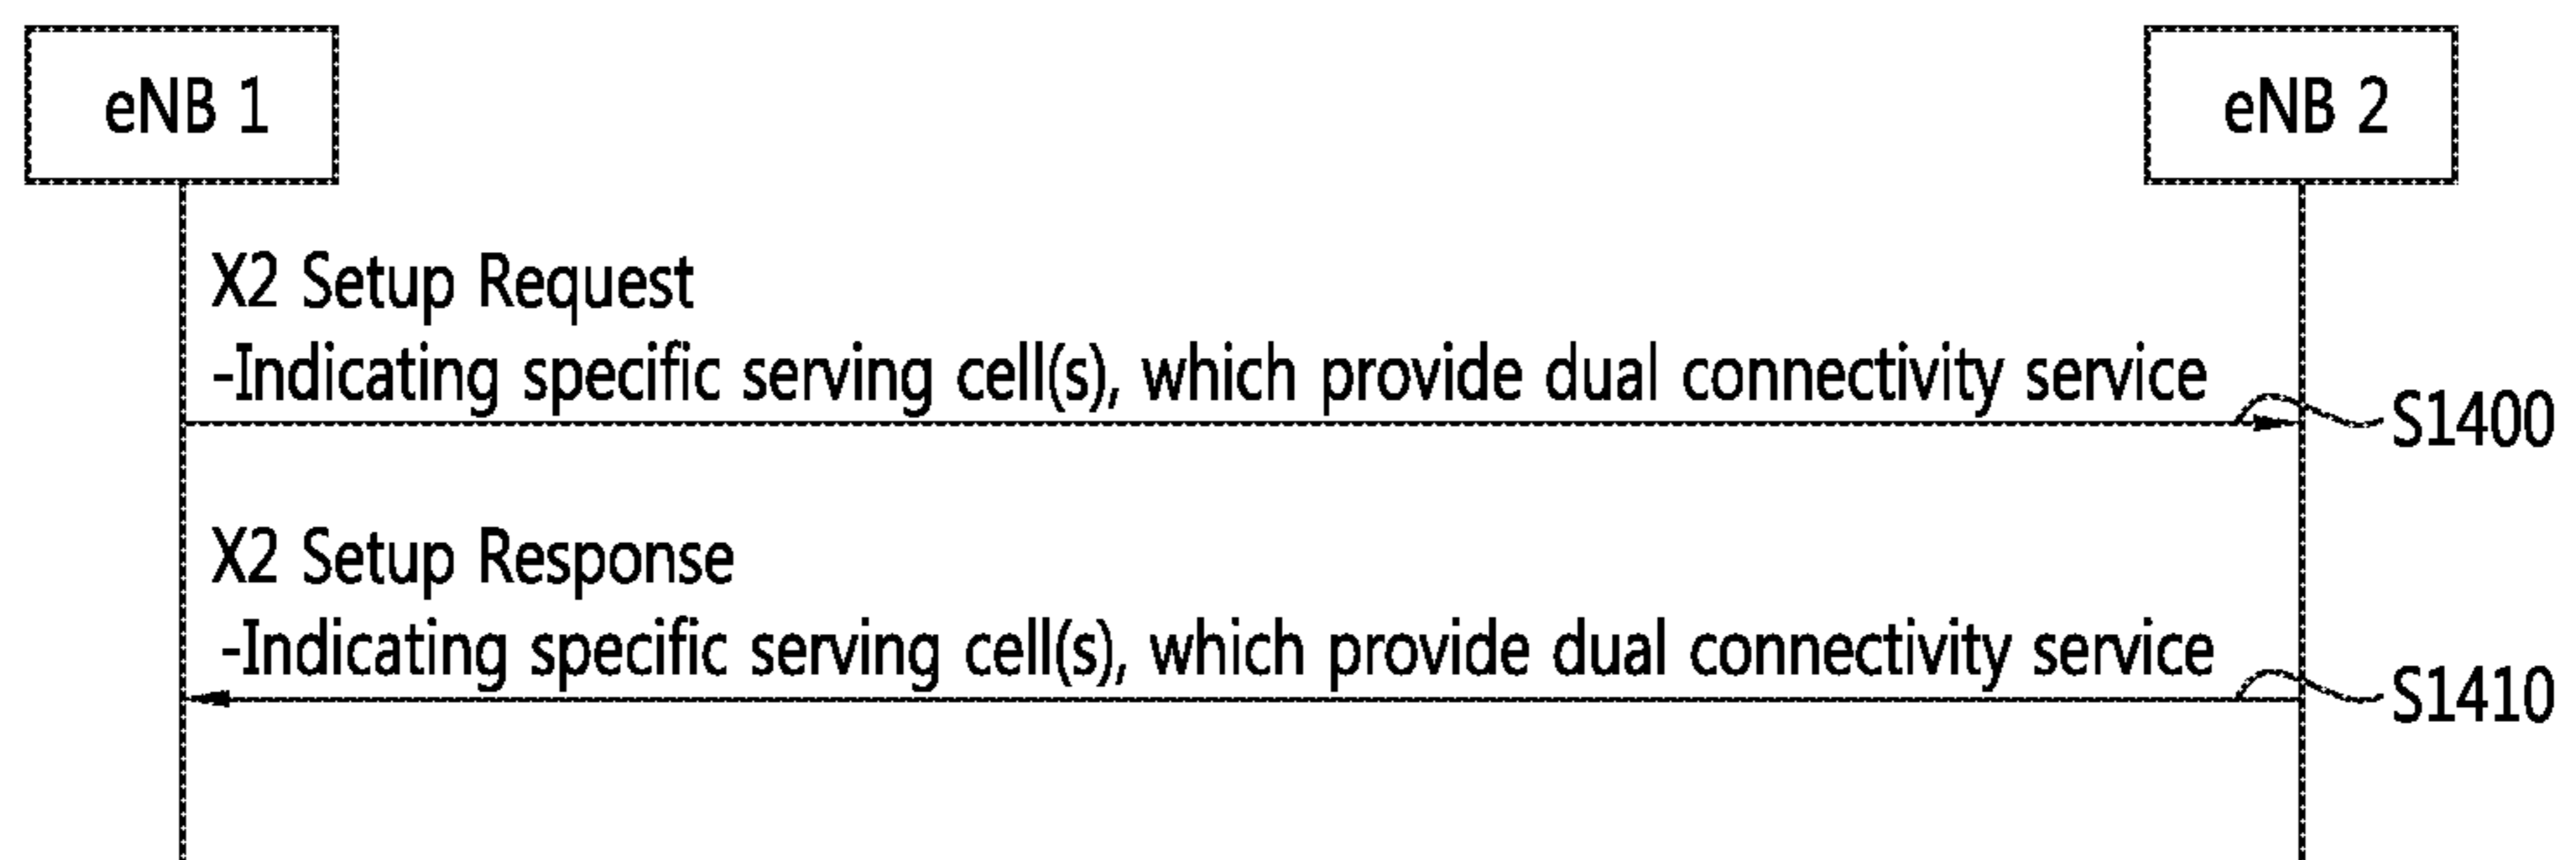 eNB 1
eNB 2
X2 Setup Request
-Indicating specific serving cell(s), which provide dual connectivity service
S1400
X2 Setup Response
-Indicating specific serving cell(s), which provide dual connectivity service
S1410